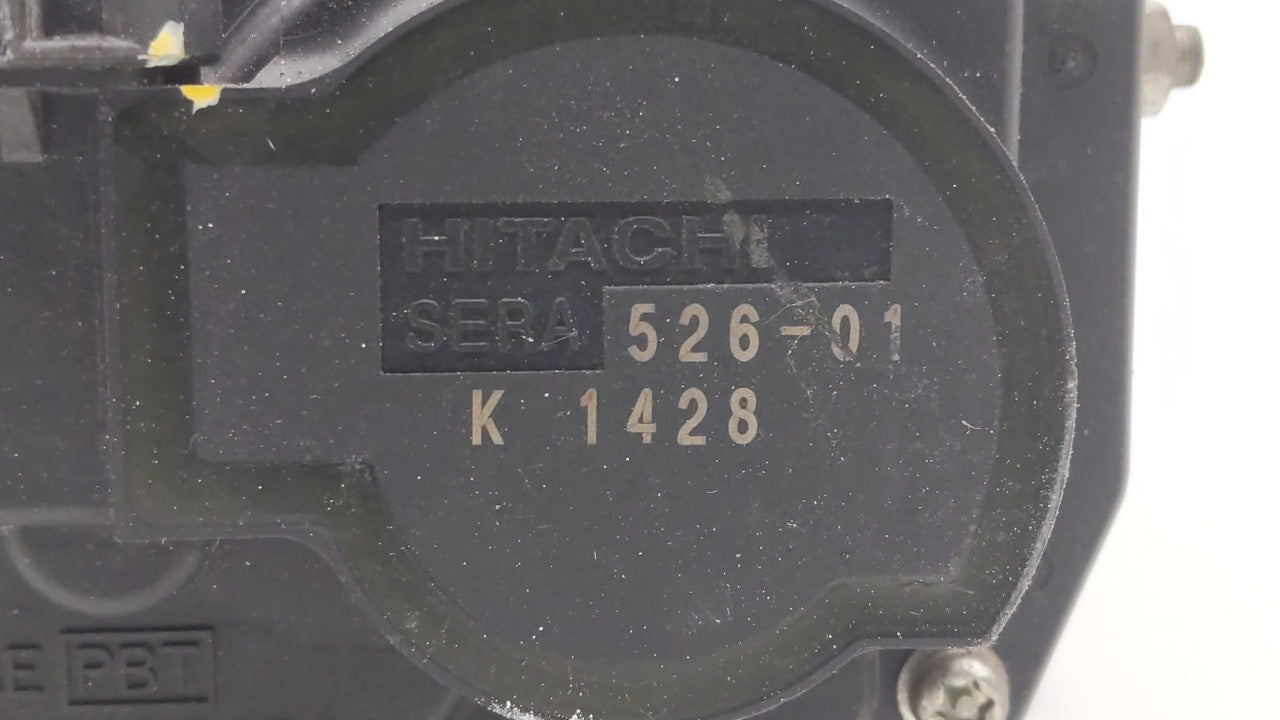 HITACHI
SERA 526-01
K 1428
PBT